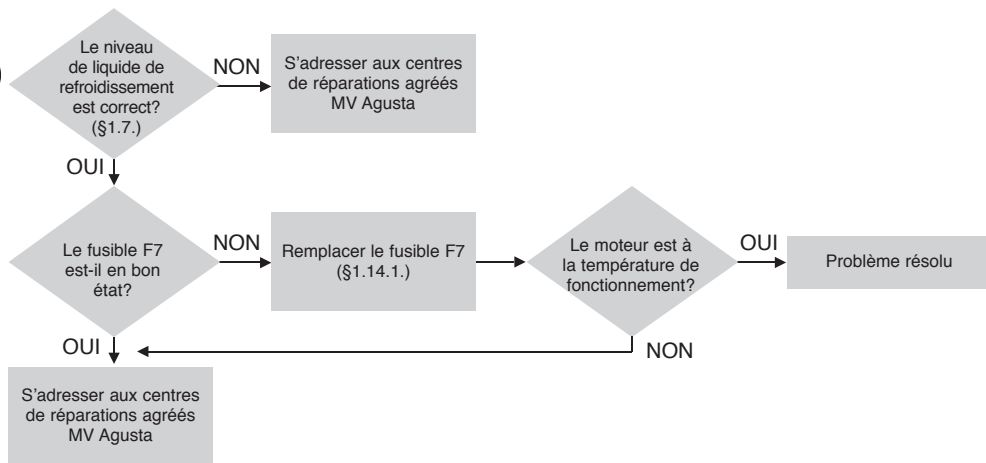 Le niveau
de liquide de
refroidissement
est correct?
(§1.7.)
NON
S'adresser aux centres
de réparations agréés
MV Agusta
OUI
Le fusible F7
est-il en bon
état?
NON
Remplacer le fusible F7
(§1.14.1.)
Le moteur est à
la température de
fonctionnement?
OUI
Problème résolu
OUI
NON
S'adresser aux centres
de réparations agréés
MV Agusta